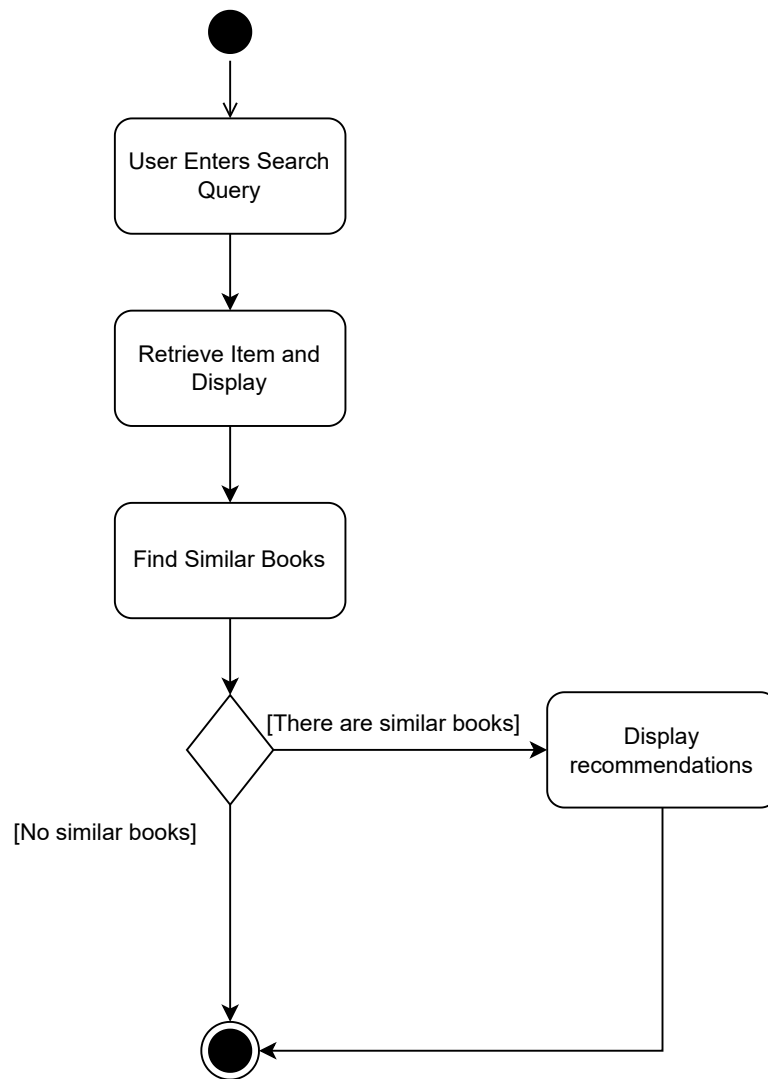 User Enters Search
Query
Retrieve Item and
Display
Find Similar Books
[There are similar books]
Display
recommendations
[No similar books]